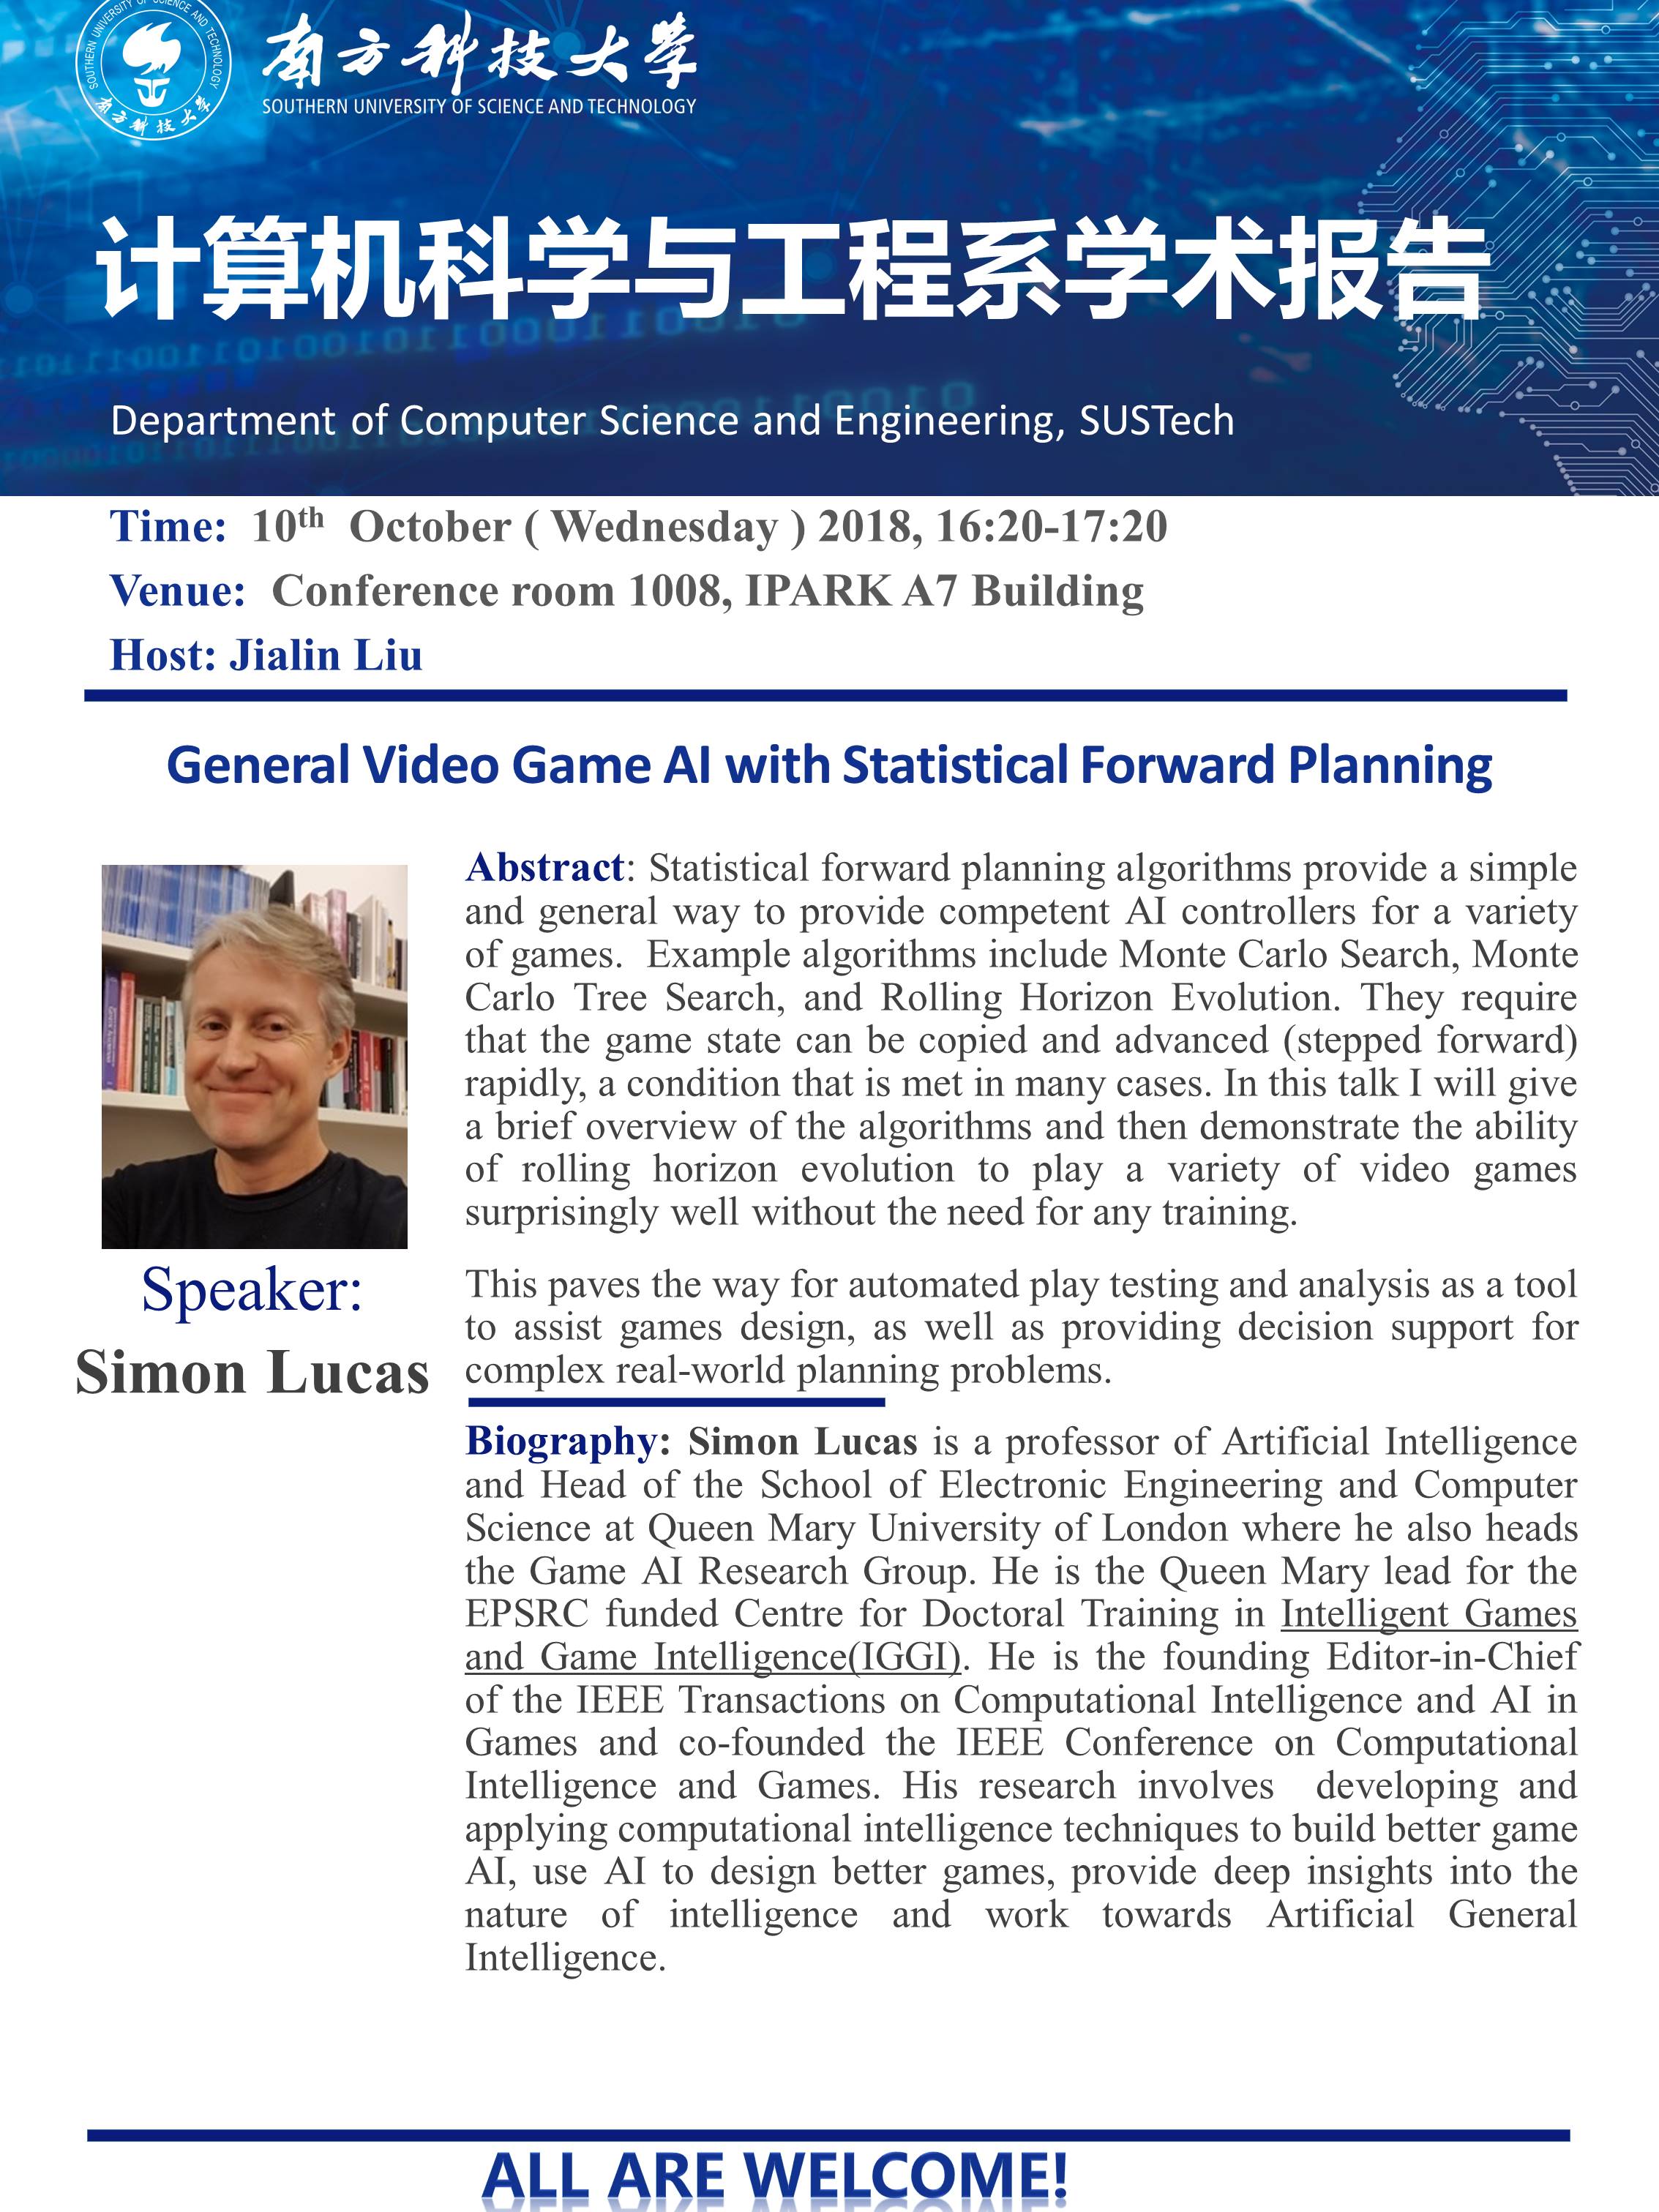 SOUTHERN UNIVERSITY OF SCIENCE AND TECHNOLOGY
南方科技大学
南方科技大学
SOUTHERN UNIVERSITY OF SCIENCE AND TECHNOLOGY
计算机科学与工程系学术报告
Department of Computer Science and Engineering, SUSTech
Time: 10th October ( Wednesday ) 2018, 16:20-17:20
Venue: Conference room 1008, IPARK A7 Building
Host: Jialin Liu
General Video Game AI with Statistical Forward Planning
Speaker:
Simon Lucas
Abstract: Statistical forward planning algorithms provide a simple
and general way to provide competent AI controllers for a variety
of games. Example algorithms include Monte Carlo Search, Monte
Carlo Tree Search, and Rolling Horizon Evolution. They require
that the game state can be copied and advanced (stepped forward)
rapidly, a condition that is met in many cases. In this talk I will give
a brief overview of the algorithms and then demonstrate the ability
of rolling horizon evolution to play a variety of video games
surprisingly well without the need for any training.
This paves the way for automated play testing and analysis as a tool
to assist games design, as well as providing decision support for
complex real-world planning problems.
Biography: Simon Lucas is a professor of Artificial Intelligence
and Head of the School of Electronic Engineering and Computer
Science at Queen Mary University of London where he also heads
the Game AI Research Group. He is the Queen Mary lead for the
EPSRC funded Centre for Doctoral Training in Intelligent Games
and Game Intelligence(IGGI). He is the founding Editor-in-Chief
of the IEEE Transactions on Computational Intelligence and AI in
Games and co-founded the IEEE Conference on Computational
Intelligence and Games. His research involves developing and
applying computational intelligence techniques to build better game
AI, use AI to design better games, provide deep insights into the
nature of intelligence and work towards Artificial General
Intelligence.
ALL ARE WELCOME!